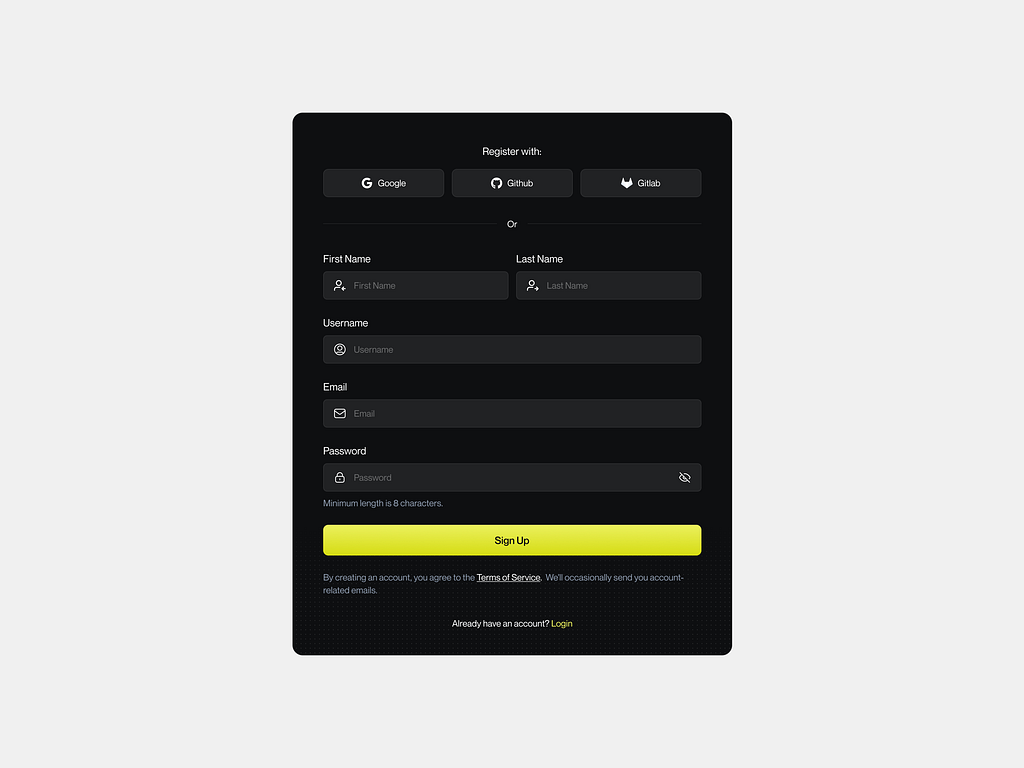 Register with:
Google
Github
Gitlab
Or
First Name
Last Name
First Name
Last Name
Username
Username
Email
Email
Password
Password
Minimum length is 8 characters.
Sign Up
By creating an account, you agree to the Terms of Service. We'll occasionally send you account-
related emails.
Already have an account? Login